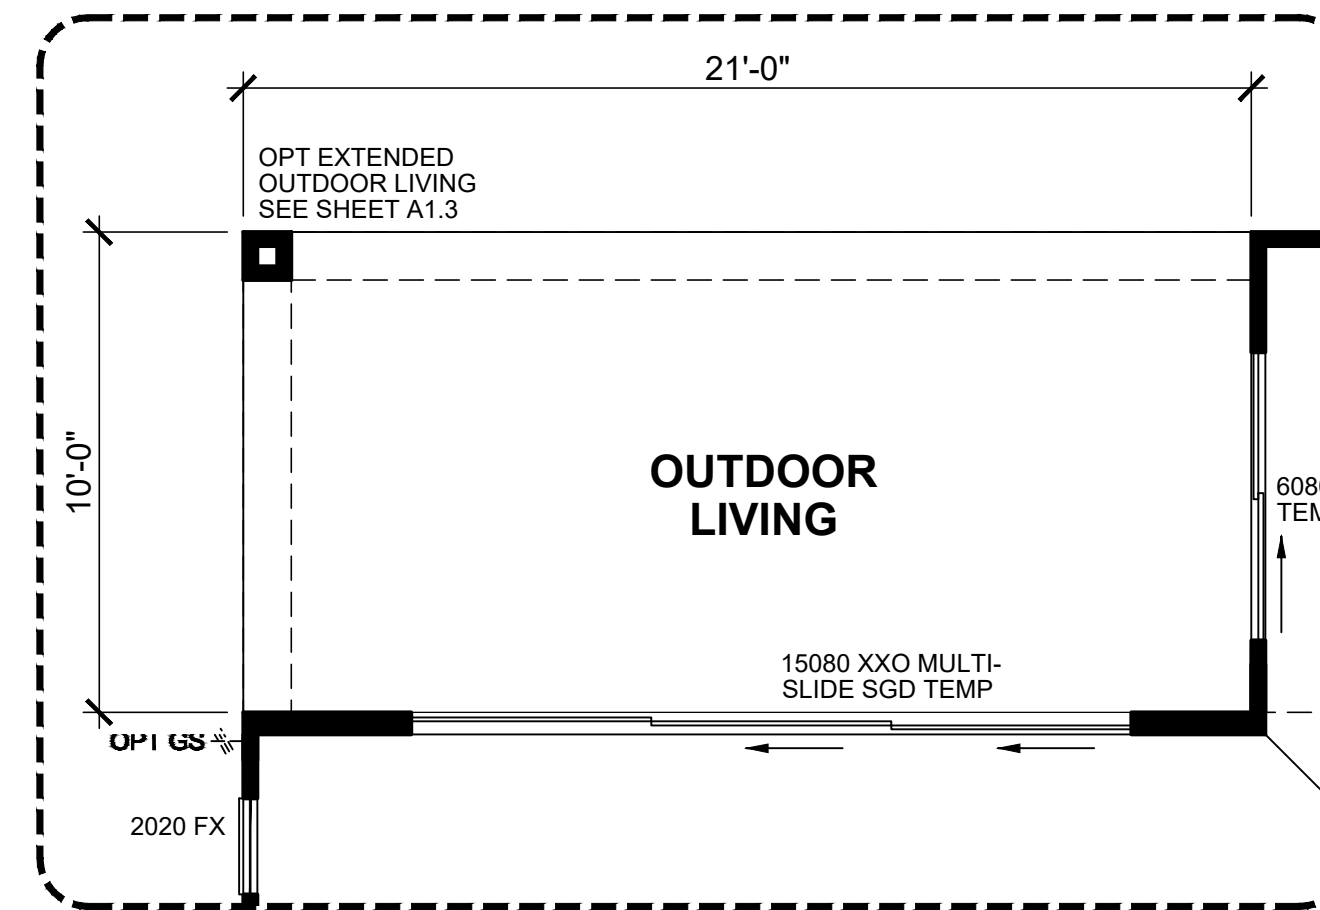 21'-0"
OPT EXTENDED
OUTDOOR LIVING
SEE SHEET A1.3
10'-0"
OUTDOOR
LIVING
15080 XXO MULTI-
SLIDE SGD TEMP
OPT GS
2020 FX